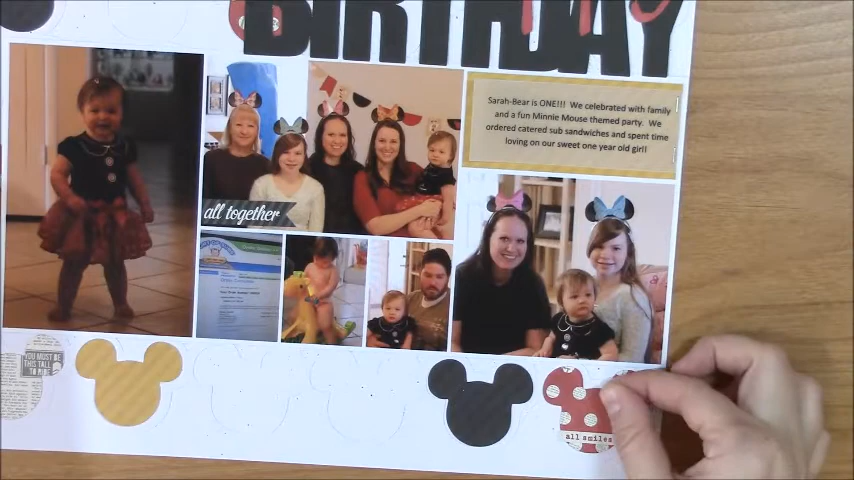 BIRTHDAY
Sarah-Bear is ONE!!! We celebrated with family
and a fun Minnie Mouse themed party. We
ordered catered sub sandwiches and spent time
loving on our sweet one year old girl!
all together
YOU MUST BE
THIS TALL
TO RIDE
all smiles